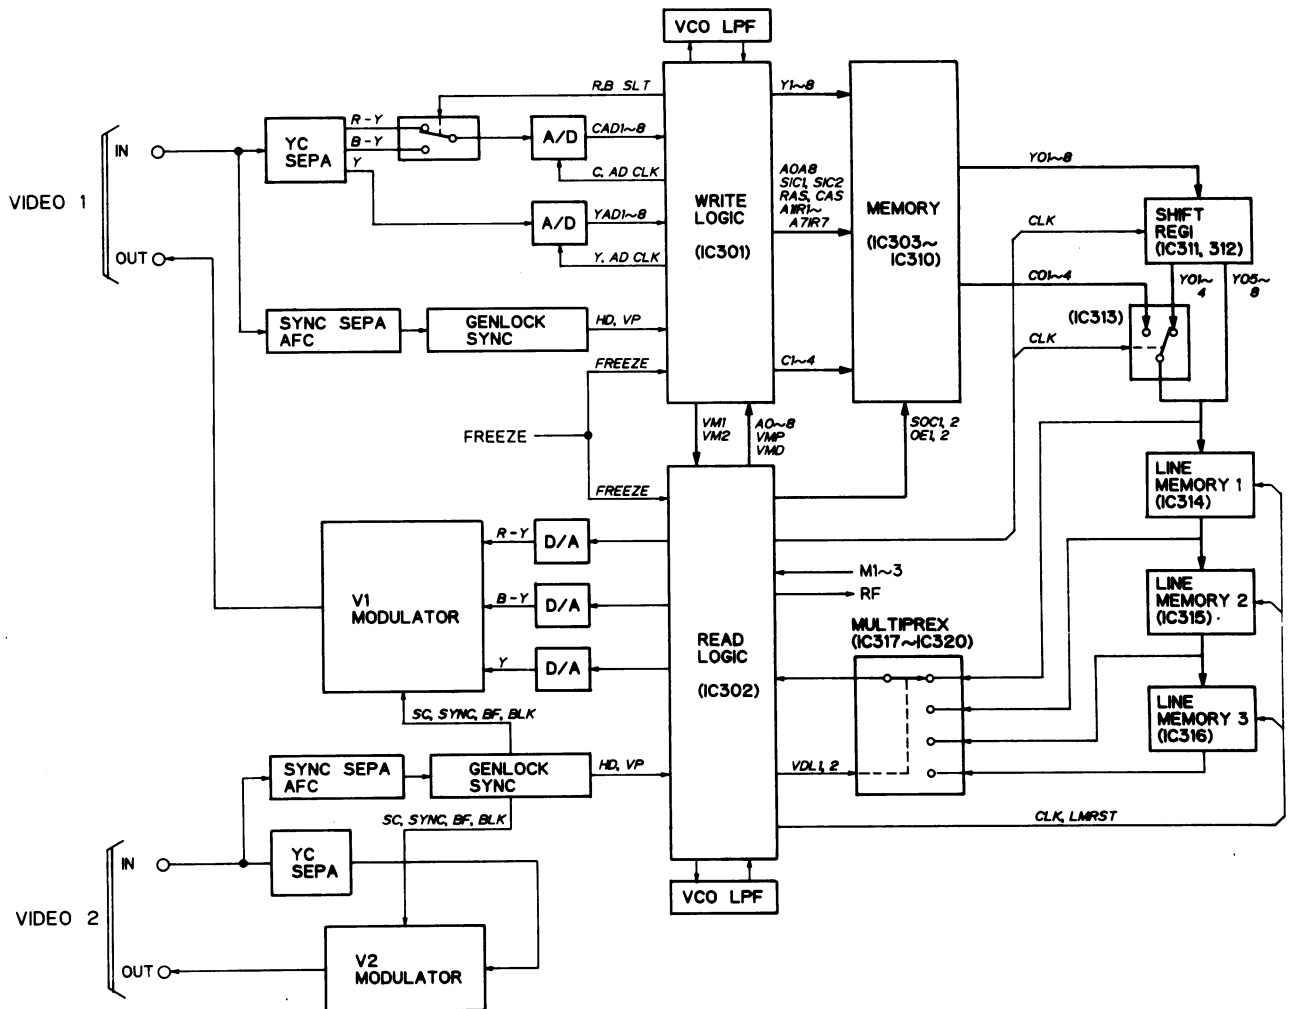 VCO LPF
R.B SLT
Y1~8
R-Y
B-Y
Y
YC
SEPA
A/D
CAD1~8
C, AD CLK
IN
VIDEO 1
OUT
A/D
YAD1~8
Y, AD CLK
WRITE
LOGIC
(IC301)
AOA8
SIC1, SIC2
RAS, CAS
A1IR1~
A7IR7
MEMORY
(IC303~
IC310)
YO1~8
CLK
SHIFT
REGI
(IC311, 312)
CO1~4
YO1~
4
YO5~
8
(IC313)
CLK
SYNC SEPA
AFC
GENLOCK
SYNC
HD, VP
C1~4
FREEZE
FREEZE
FREEZE
VM1
VM2
AO~8
VMP
VMD
SOC1, 2
OE1, 2
LINE
MEMORY 1
(IC314)
R-Y
D/A
V1
MODULATOR
B-Y
D/A
Y
D/A
M1~3
RF
READ
LOGIC
(IC302)
MULTIPREX
(IC317~IC320)
LINE
MEMORY 2
(IC315)
LINE
MEMORY 3
(IC316)
SC, SYNC, BF, BLK
SYNC SEPA
AFC
GENLOCK
SYNC
HD, VP
VDL1, 2
SC, SYNC, BF, BLK
CLK, LMRST
IN
YC
SEPA
VCO LPF
VIDEO 2
OUT
V2
MODULATOR